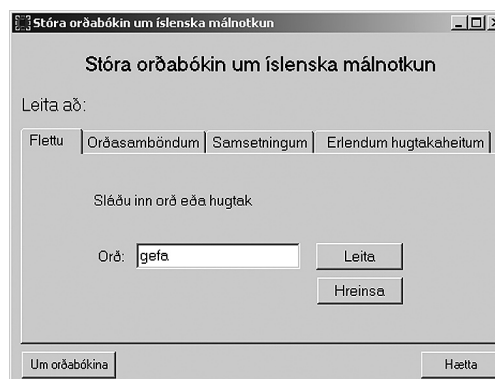 Stóra orðabókin um íslenska málnotkun
Stóra orðabókin um íslenska málnotkun
Leita að:
Flettu Orðasamböndum Samsetningum Erlendum hugtakaheitum
Sláðu inn orð eða hugtak
Orð: gefa Leita
Hreinsa
Um orðabókina Hætta